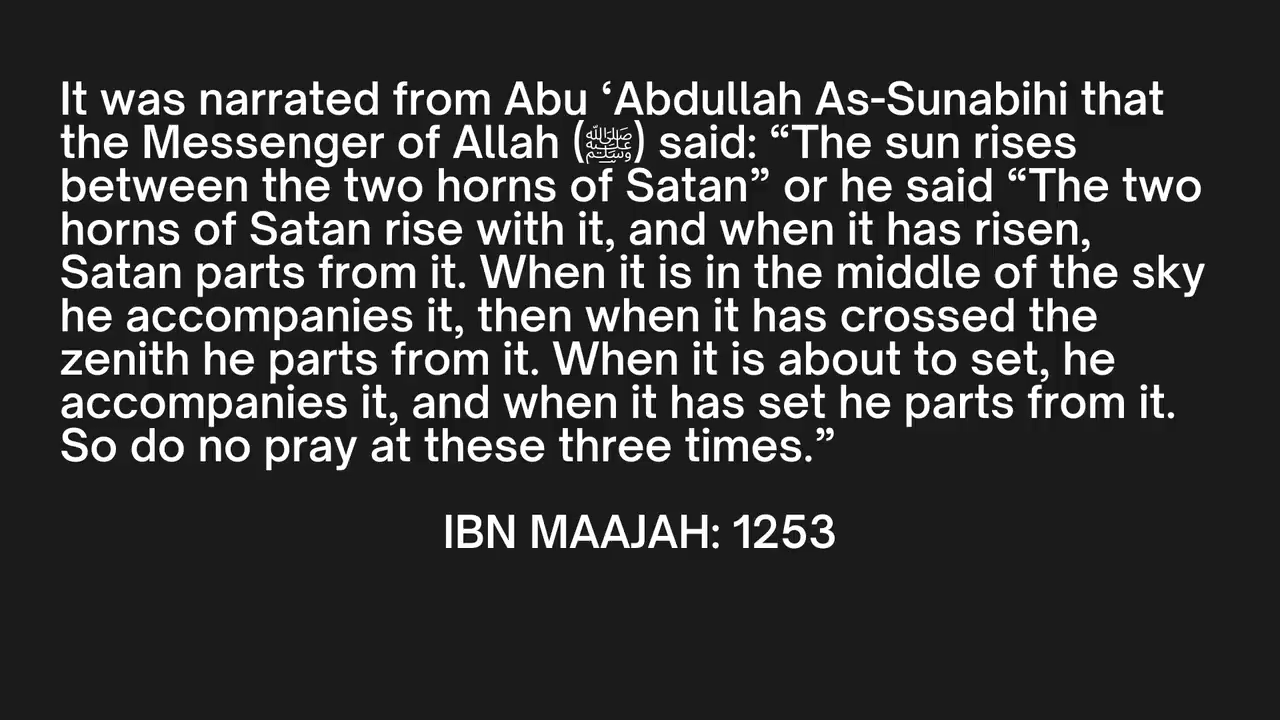 It was narrated from Abu ‘Abdullah As-Sunabihi that
the Messenger of Allah (ﷺ) said: “The sun rises
between the two horns of Satan” or he said “The two
horns of Satan rise with it, and when it has risen,
Satan parts from it. When it is in the middle of the sky
he accompanies it, then when it has crossed the
zenith he parts from it. When it is about to set, he
accompanies it, and when it has set he parts from it.
So do no pray at these three times.”
IBN MAAJAH: 1253